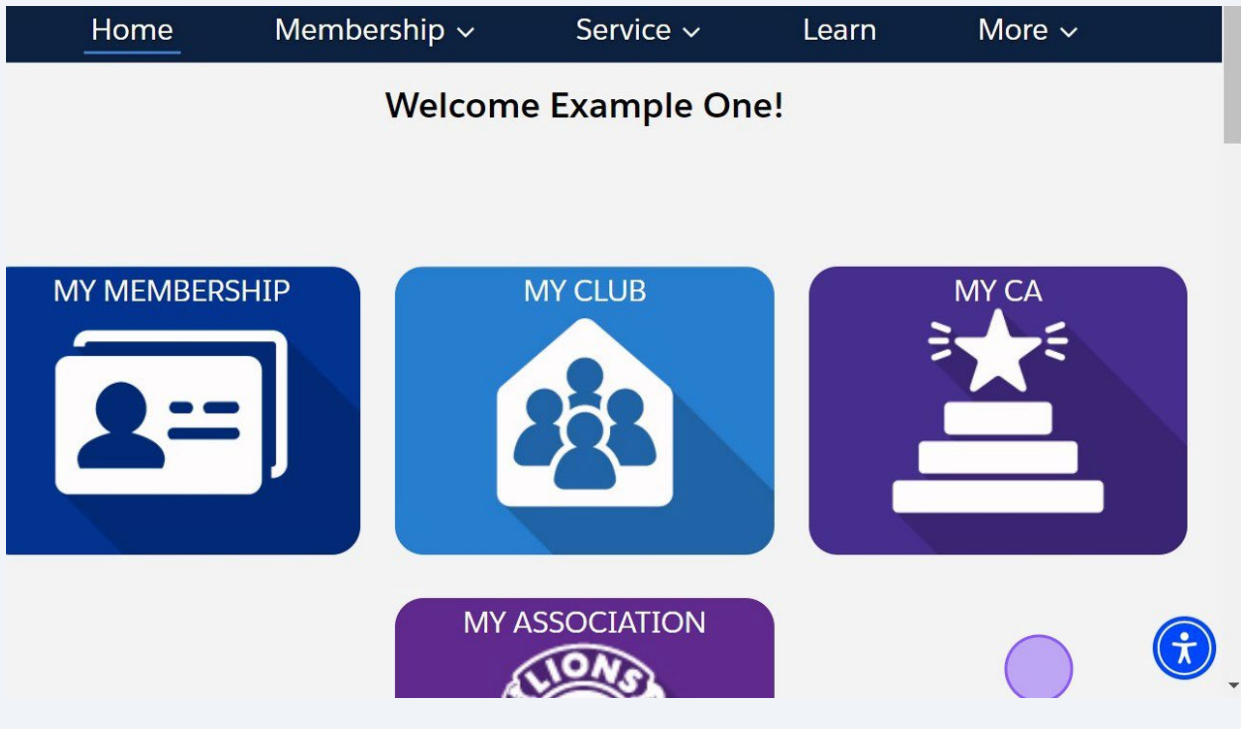 Home Membership Service Learn More
Welcome Example One!
MY MEMBERSHIP MY CLUB MY CA
MY ASSOCIATION
LIONS